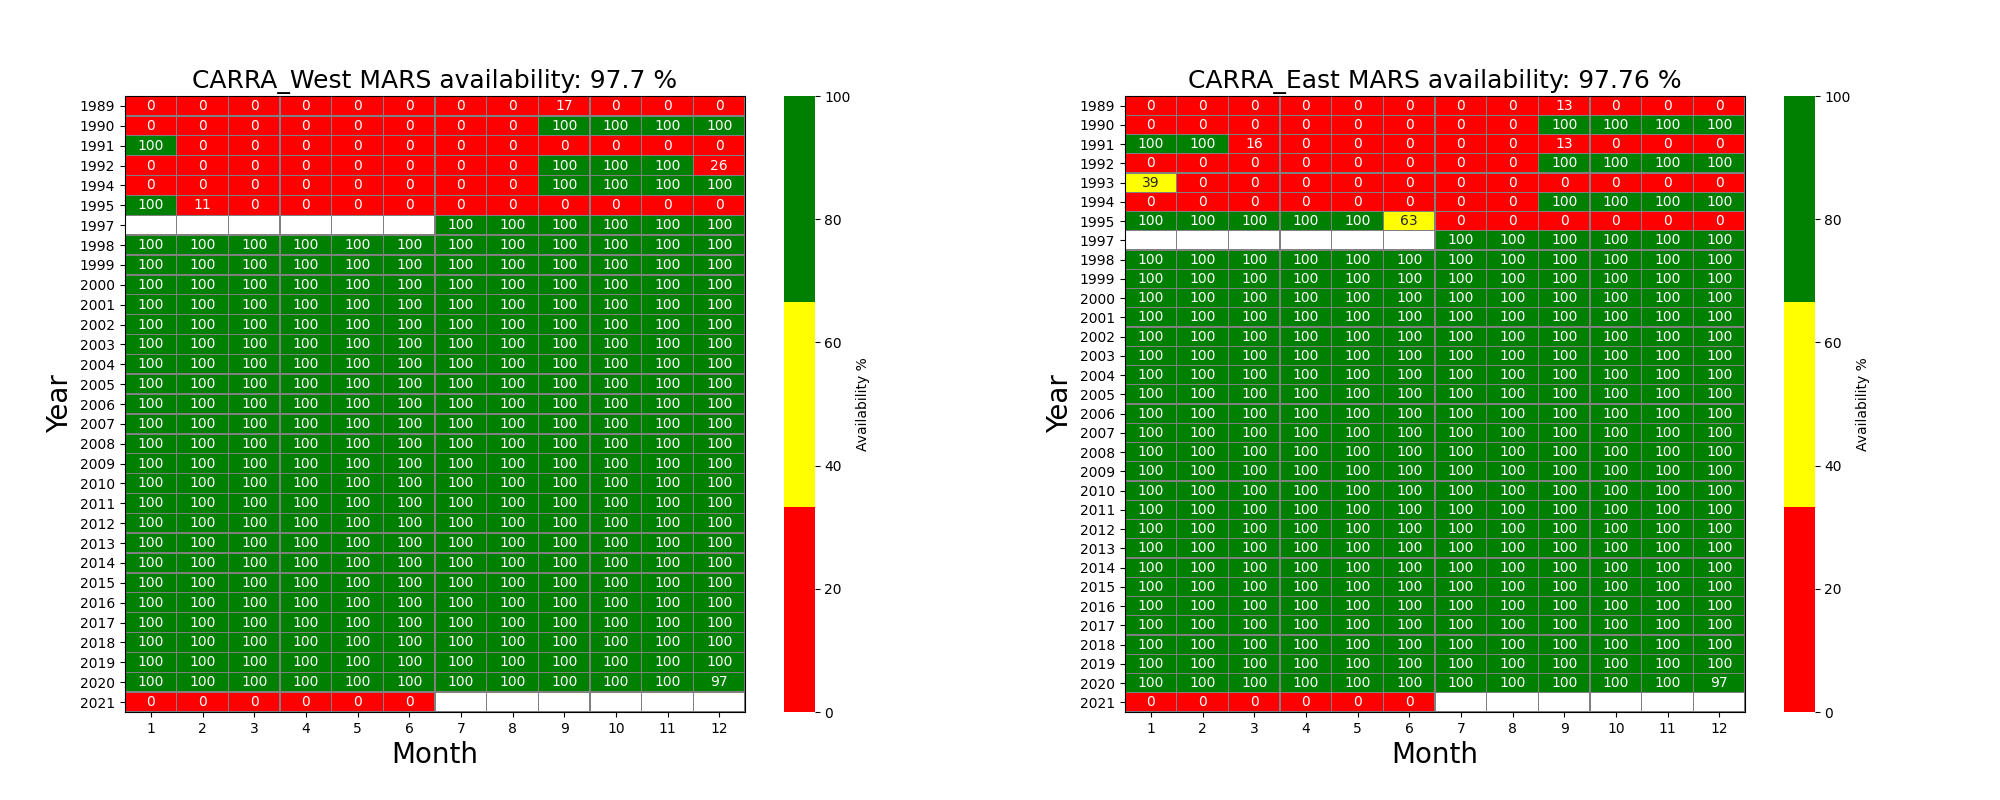 CARRA_West MARS availability: 97.7 %
1989 0 0 0 0 0 0 0 0 17 0 0 0
1990 0 0 0 0 0 0 0 0 100 100 100 100
1991 100 0 0 0 0 0 0 0 0 0 0 0
1992 0 0 0 0 0 0 0 0 100 100 100 26
1994 0 0 0 0 0 0 0 0 100 100 100 100
1995 100 11 0 0 0 0 0 0 0 0 0 0
1997 100 100 100 100 100 100
1998 100 100 100 100 100 100 100 100 100 100 100 100
1999 100 100 100 100 100 100 100 100 100 100 100 100
2000 100 100 100 100 100 100 100 100 100 100 100 100
2001 100 100 100 100 100 100 100 100 100 100 100 100
2002 100 100 100 100 100 100 100 100 100 100 100 100
2003 100 100 100 100 100 100 100 100 100 100 100 100
2004 100 100 100 100 100 100 100 100 100 100 100 100
2005 100 100 100 100 100 100 100 100 100 100 100 100
2006 100 100 100 100 100 100 100 100 100 100 100 100
2007 100 100 100 100 100 100 100 100 100 100 100 100
2008 100 100 100 100 100 100 100 100 100 100 100 100
2009 100 100 100 100 100 100 100 100 100 100 100 100
2010 100 100 100 100 100 100 100 100 100 100 100 100
2011 100 100 100 100 100 100 100 100 100 100 100 100
2012 100 100 100 100 100 100 100 100 100 100 100 100
2013 100 100 100 100 100 100 100 100 100 100 100 100
2014 100 100 100 100 100 100 100 100 100 100 100 100
2015 100 100 100 100 100 100 100 100 100 100 100 100
2016 100 100 100 100 100 100 100 100 100 100 100 100
2017 100 100 100 100 100 100 100 100 100 100 100 100
2018 100 100 100 100 100 100 100 100 100 100 100 100
2019 100 100 100 100 100 100 100 100 100 100 100 100
2020 100 100 100 100 100 100 100 100 100 100 100 97
2021 0 0 0 0 0 0
1 2 3 4 5 6 7 8 9 10 11 12
Month
Year
100
80
60
40
20
0
Availability %
CARRA_East MARS availability: 97.76 %
1989 0 0 0 0 0 0 0 0 13 0 0 0
1990 0 0 0 0 0 0 0 0 100 100 100 100
1991 100 100 16 0 0 0 0 0 13 0 0 0
1992 0 0 0 0 0 0 0 0 100 100 100 100
1993 39 0 0 0 0 0 0 0 0 0 0 0
1994 0 0 0 0 0 0 0 0 100 100 100 100
1995 100 100 100 100 100 63 0 0 0 0 0 0
1997 100 100 100 100 100 100
1998 100 100 100 100 100 100 100 100 100 100 100 100
1999 100 100 100 100 100 100 100 100 100 100 100 100
2000 100 100 100 100 100 100 100 100 100 100 100 100
2001 100 100 100 100 100 100 100 100 100 100 100 100
2002 100 100 100 100 100 100 100 100 100 100 100 100
2003 100 100 100 100 100 100 100 100 100 100 100 100
2004 100 100 100 100 100 100 100 100 100 100 100 100
2005 100 100 100 100 100 100 100 100 100 100 100 100
2006 100 100 100 100 100 100 100 100 100 100 100 100
2007 100 100 100 100 100 100 100 100 100 100 100 100
2008 100 100 100 100 100 100 100 100 100 100 100 100
2009 100 100 100 100 100 100 100 100 100 100 100 100
2010 100 100 100 100 100 100 100 100 100 100 100 100
2011 100 100 100 100 100 100 100 100 100 100 100 100
2012 100 100 100 100 100 100 100 100 100 100 100 100
2013 100 100 100 100 100 100 100 100 100 100 100 100
2014 100 100 100 100 100 100 100 100 100 100 100 100
2015 100 100 100 100 100 100 100 100 100 100 100 100
2016 100 100 100 100 100 100 100 100 100 100 100 100
2017 100 100 100 100 100 100 100 100 100 100 100 100
2018 100 100 100 100 100 100 100 100 100 100 100 100
2019 100 100 100 100 100 100 100 100 100 100 100 100
2020 100 100 100 100 100 100 100 100 100 100 100 97
2021 0 0 0 0 0 0
1 2 3 4 5 6 7 8 9 10 11 12
Month
Year
100
80
60
40
20
0
Availability %